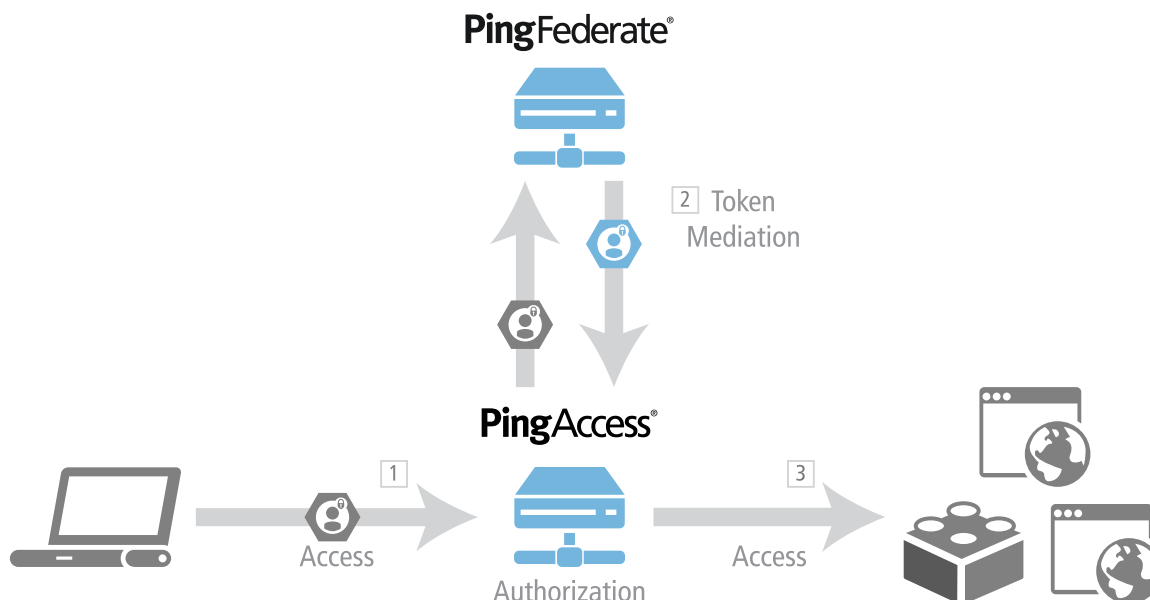 PingFederate®
2 Token
Mediation
PingAccess®
1
3
Access
Access
Authorization